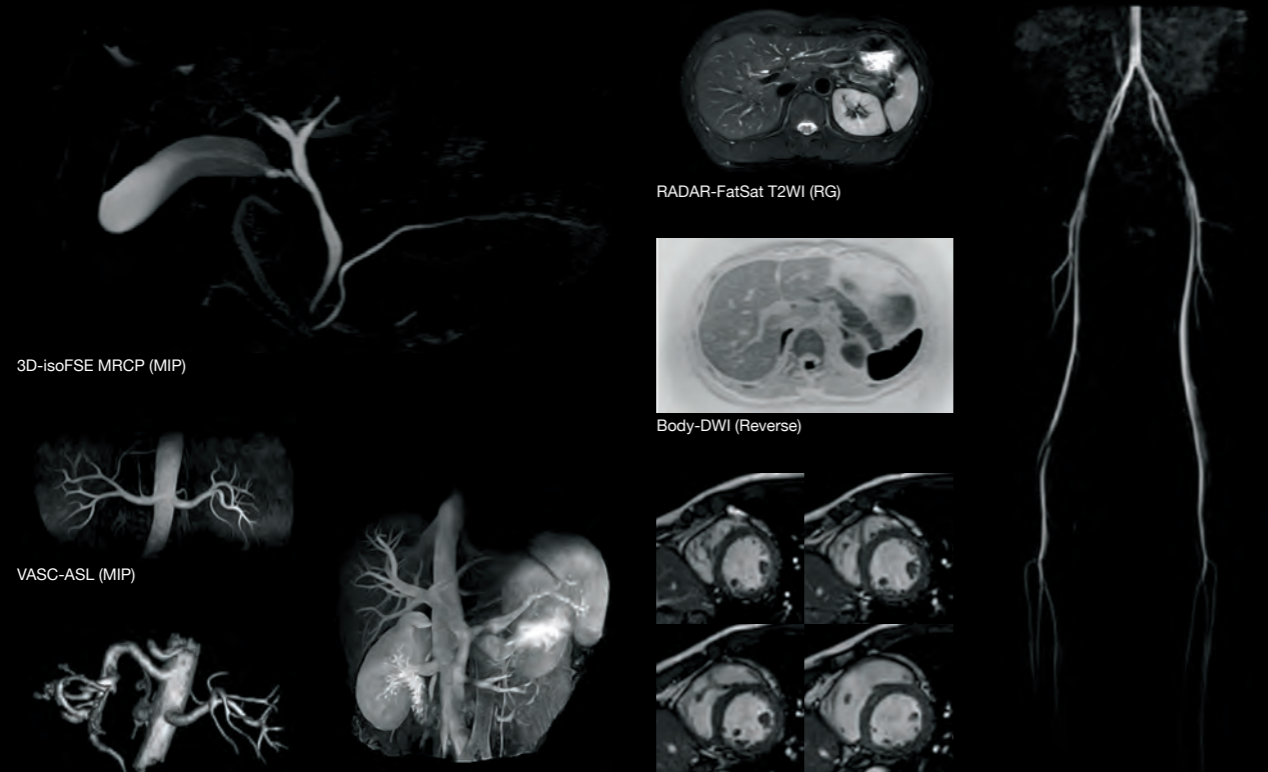 3D-isoFSE MRCP (MIP)
VASC-ASL (MIP)
RADAR-FatSat T2WI (RG)
Body-DWI (Reverse)